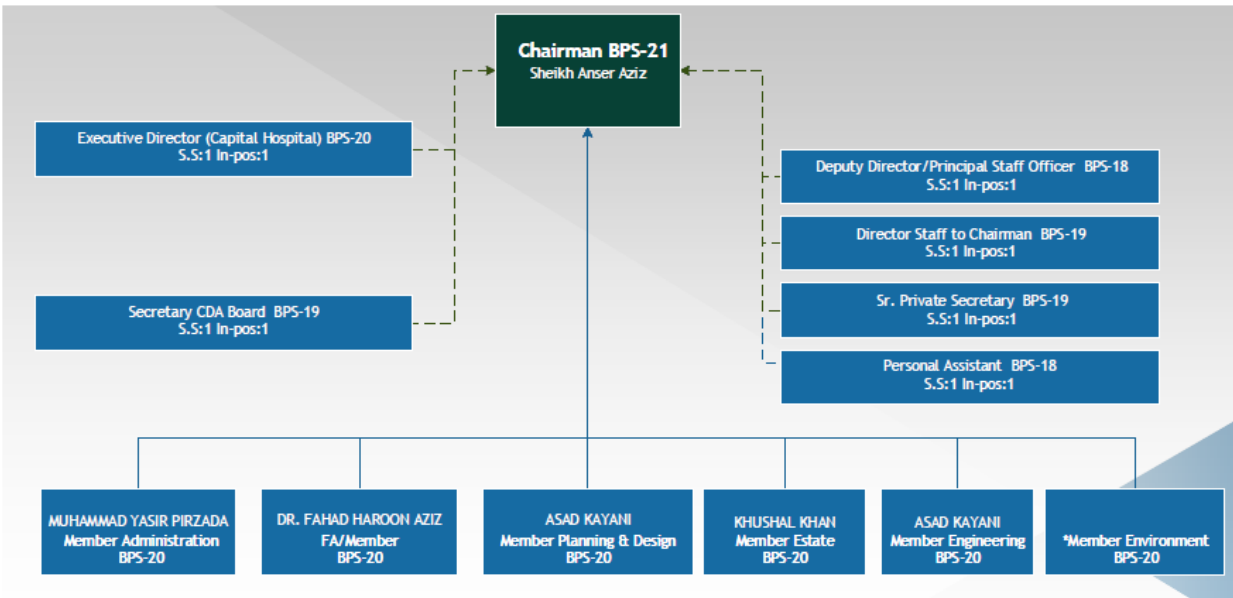 Chairman BPS-21
Sheikh Anser Aziz
Executive Director (Capital Hospital) BPS-20
S.S:1 In-pos:1
Secretary CDA Board BPS-19
S.S:1 In-pos:1
Deputy Director/Principal Staff Officer BPS-18
S.S:1 In-pos:1
Director Staff to Chairman BPS-19
S.S:1 In-pos:1
Sr. Private Secretary BPS-19
S.S:1 In-pos:1
Personal Assistant BPS-18
S.S:1 In-pos:1
MUHAMMAD YASIR PIRZADA
Member Administration
BPS-20
DR. FAHAD HAROON AZIZ
FA/Member
BPS-20
ASAD KAYANI
Member Planning & Design
BPS-20
KHUSHAL KHAN
Member Estate
BPS-20
ASAD KAYANI
Member Engineering
BPS-20
*Member Environment
BPS-20